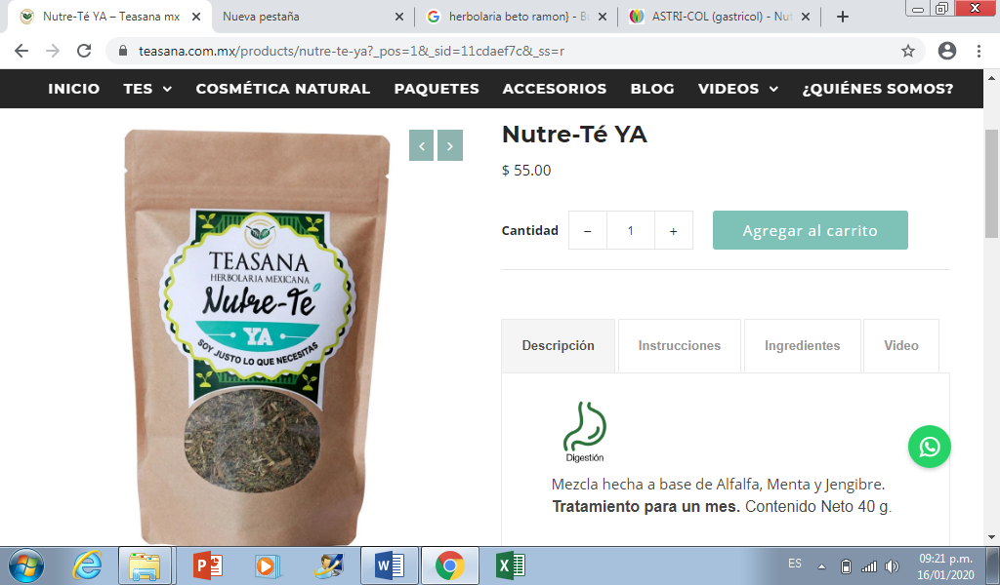 Nutre-Té YA – Teasana mx
Nueva pestaña
herbolaria beto ramon} - B
ASTRI-COL (gastricol) - Nut
teasana.com.mx/products/nutre-te-ya?_pos=1&_sid=11cdaef7c&_ss=r
INICIO TES COSMÉTICA NATURAL PAQUETES ACCESORIOS BLOG VIDEOS ¿QUIÉNES SOMOS?
TEASANA
HERBOLARIA MEXICANA
Nutre-Té
YA
SOY JUSTO LO QUE NECESITAS
Nutre-Té YA
$ 55.00
Cantidad − 1 + Agregar al carrito
Descripción Instrucciones Ingredientes Video
Digestión
Mezcla hecha a base de Alfalfa, Menta y Jengibre.
Tratamiento para un mes. Contenido Neto 40 g.
ES
09:21 p.m.
16/01/2020